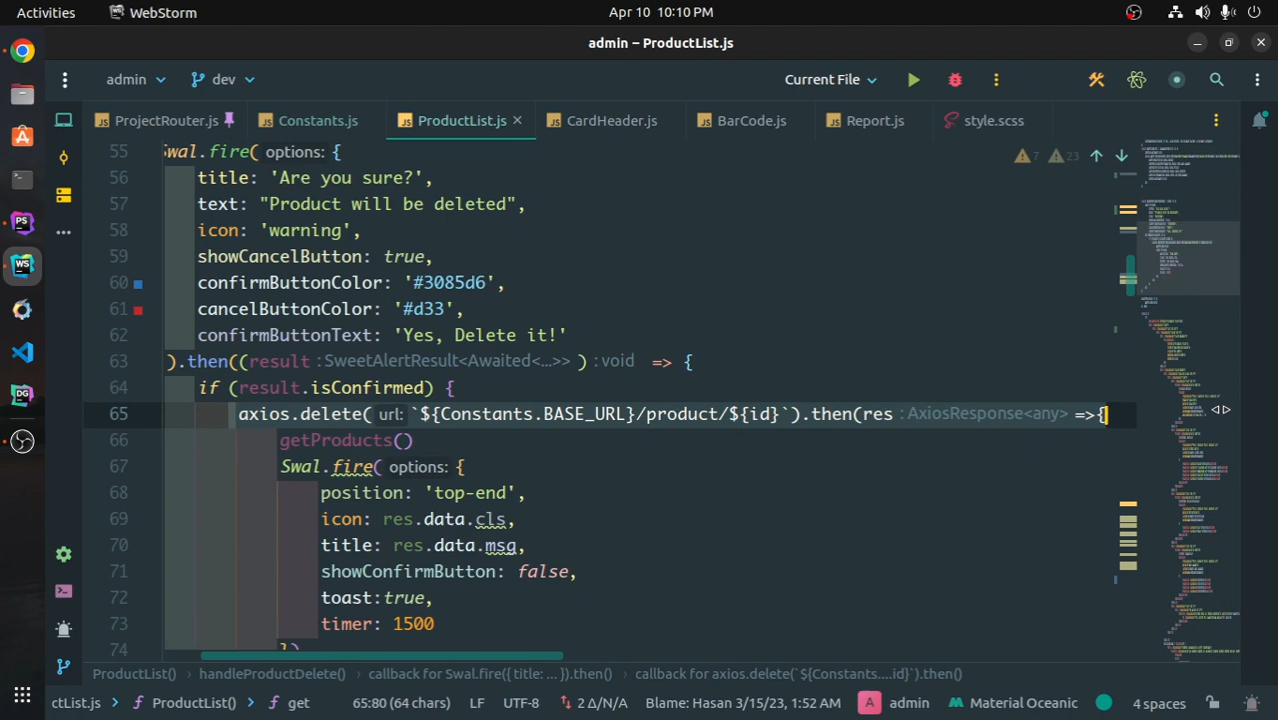 Activities WebStorm Apr 10 10:10 PM
admin – ProductList.js
admin dev Current File
ProjectRouter.js Constants.js ProductList.js CardHeader.js BarCode.js Report.js style.scss
55 Swal.fire( options: {
7 23
56 title: 'Are you sure?',
57 text: "Product will be deleted",
58 icon: 'warning',
59 showCancelButton: true,
60 confirmButtonColor: '#3085d6',
61 cancelButtonColor: '#d33',
62 confirmButtonText: 'Yes, Delete it!'
63 ).then((result :SweetAlertResult<Awaited<...>> ) :void => {
64 if (result.isConfirmed) {
65 axios.delete( url: `${Constants.BASE_URL}/product/${id}`).then(res :AxiosResponse<any> =>{
66 getProducts()
67 Swal.fire( options: {
68 position: 'top-end',
69 icon: res.data.cls,
70 title: res.data.msg,
71 showConfirmButton: false,
72 toast:true,
73 timer: 1500
74 })
ProductList() handleProductDelete() callback for Swal.fire({ title: ... }).then() callback for axios.delete(`${Constants....id}`).then()
ctList.js ProductList() get 65:80 (64 chars) LF UTF-8 2 Δ/N/A Blame: Hasan 3/15/23, 1:52 AM A admin Material Oceanic 4 spaces